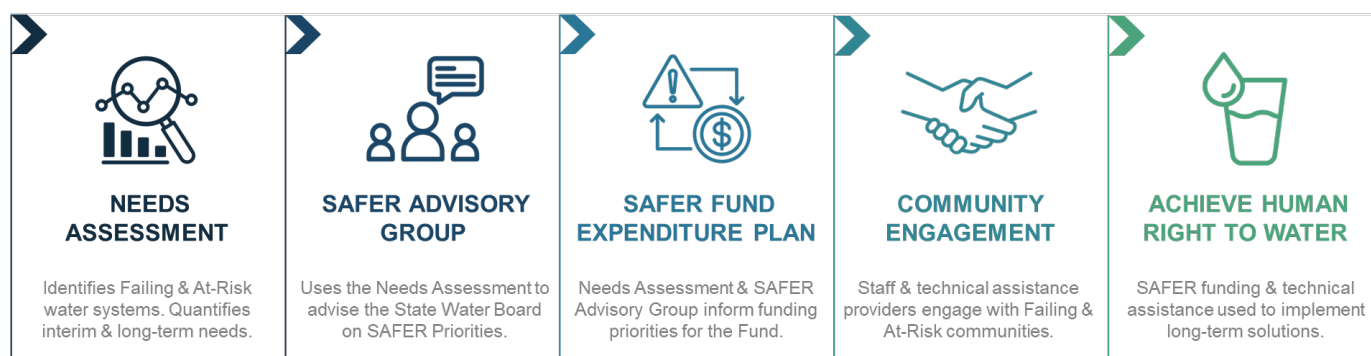 NEEDS
ASSESSMENT
Identifies Failing & At-Risk
water systems. Quantifies
interim & long-term needs.
SAFER ADVISORY
GROUP
Uses the Needs Assessment to
advise the State Water Board
on SAFER Priorities.
SAFER FUND
EXPENDITURE PLAN
Needs Assessment & SAFER
Advisory Group inform funding
priorities for the Fund.
COMMUNITY
ENGAGEMENT
Staff & technical assistance
providers engage with Failing &
At-Risk communities.
ACHIEVE HUMAN
RIGHT TO WATER
SAFER funding & technical
assistance used to implement
long-term solutions.